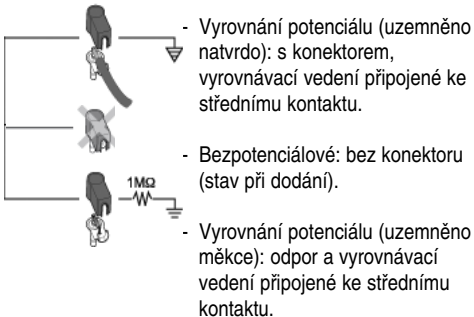 - Vyrovnání potenciálu (uzemněno
natvrdo): s konektorem,
vyrovnávací vedení připojené ke
střednímu kontaktu.
- Bezpotenciálové: bez konektoru
(stav při dodání).
1MΩ
- Vyrovnání potenciálu (uzemněno
měkce): odpor a vyrovnávací
vedení připojené ke střednímu
kontaktu.